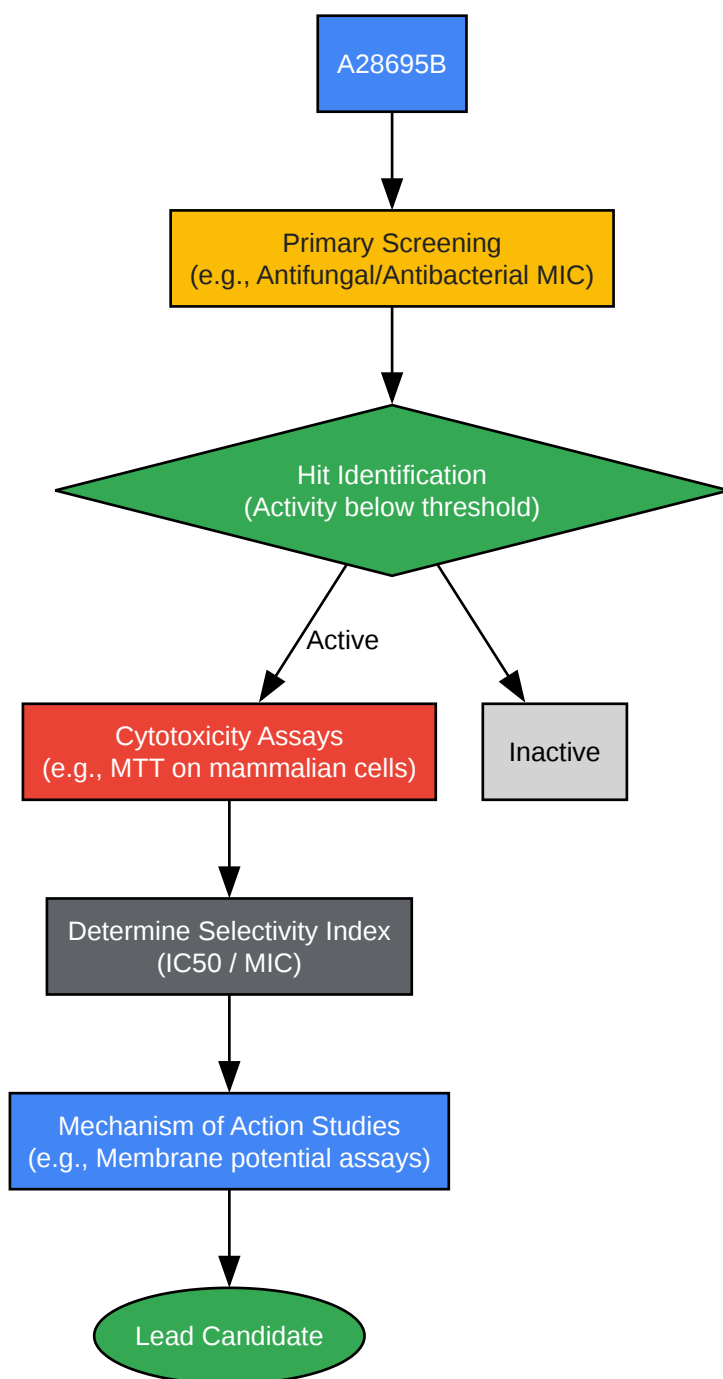 A28695B
Primary Screening
(e.g., Antifungal/Antibacterial MIC)
Hit Identification
(Activity below threshold)
Active
Cytotoxicity Assays
(e.g., MTT on mammalian cells)
Inactive
Determine Selectivity Index
(IC50 / MIC)
Mechanism of Action Studies
(e.g., Membrane potential assays)
Lead Candidate